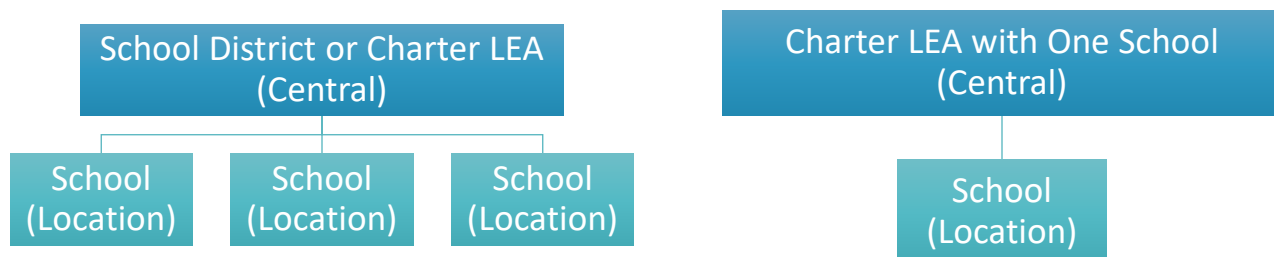 School District or Charter LEA
(Central)
School
(Location)
School
(Location)
School
(Location)
Charter LEA with One School
(Central)
School
(Location)